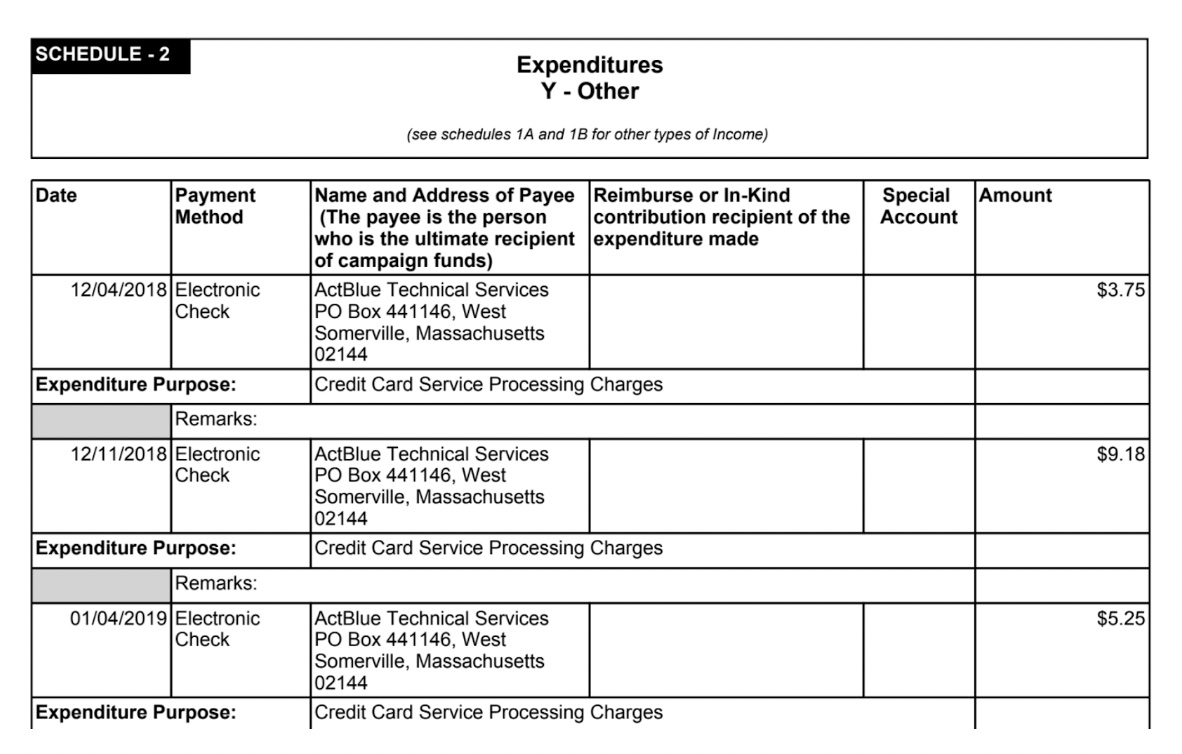 SCHEDULE - 2
Expenditures
Y - Other
(see schedules 1A and 1B for other types of Income)
Date
Payment
Method
Name and Address of Payee
(The payee is the person
who is the ultimate recipient
of campaign funds)
Reimburse or In-Kind
contribution recipient of the
expenditure made
Special
Account
Amount
12/04/2018
Electronic
Check
ActBlue Technical Services
PO Box 441146, West
Somerville, Massachusetts
02144
$3.75
Expenditure Purpose:
Credit Card Service Processing Charges
Remarks:
12/11/2018
Electronic
Check
ActBlue Technical Services
PO Box 441146, West
Somerville, Massachusetts
02144
$9.18
Expenditure Purpose:
Credit Card Service Processing Charges
Remarks:
01/04/2019
Electronic
Check
ActBlue Technical Services
PO Box 441146, West
Somerville, Massachusetts
02144
$5.25
Expenditure Purpose:
Credit Card Service Processing Charges